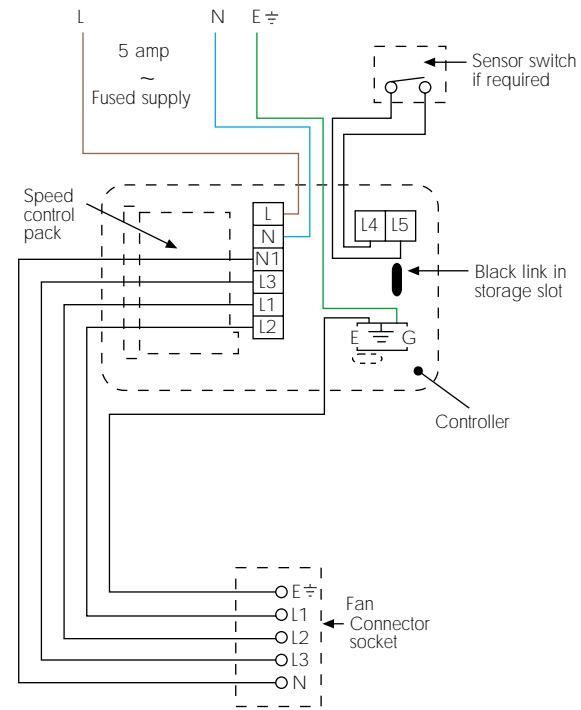 L N E
5 amp
~
Fused supply
Sensor switch
if required
Speed
control
pack
L
N
N1
L3
L1
L2
L4 L5
Black link in
storage slot
E G
Controller
E
L1
L2
L3
N
Fan
Connector
socket